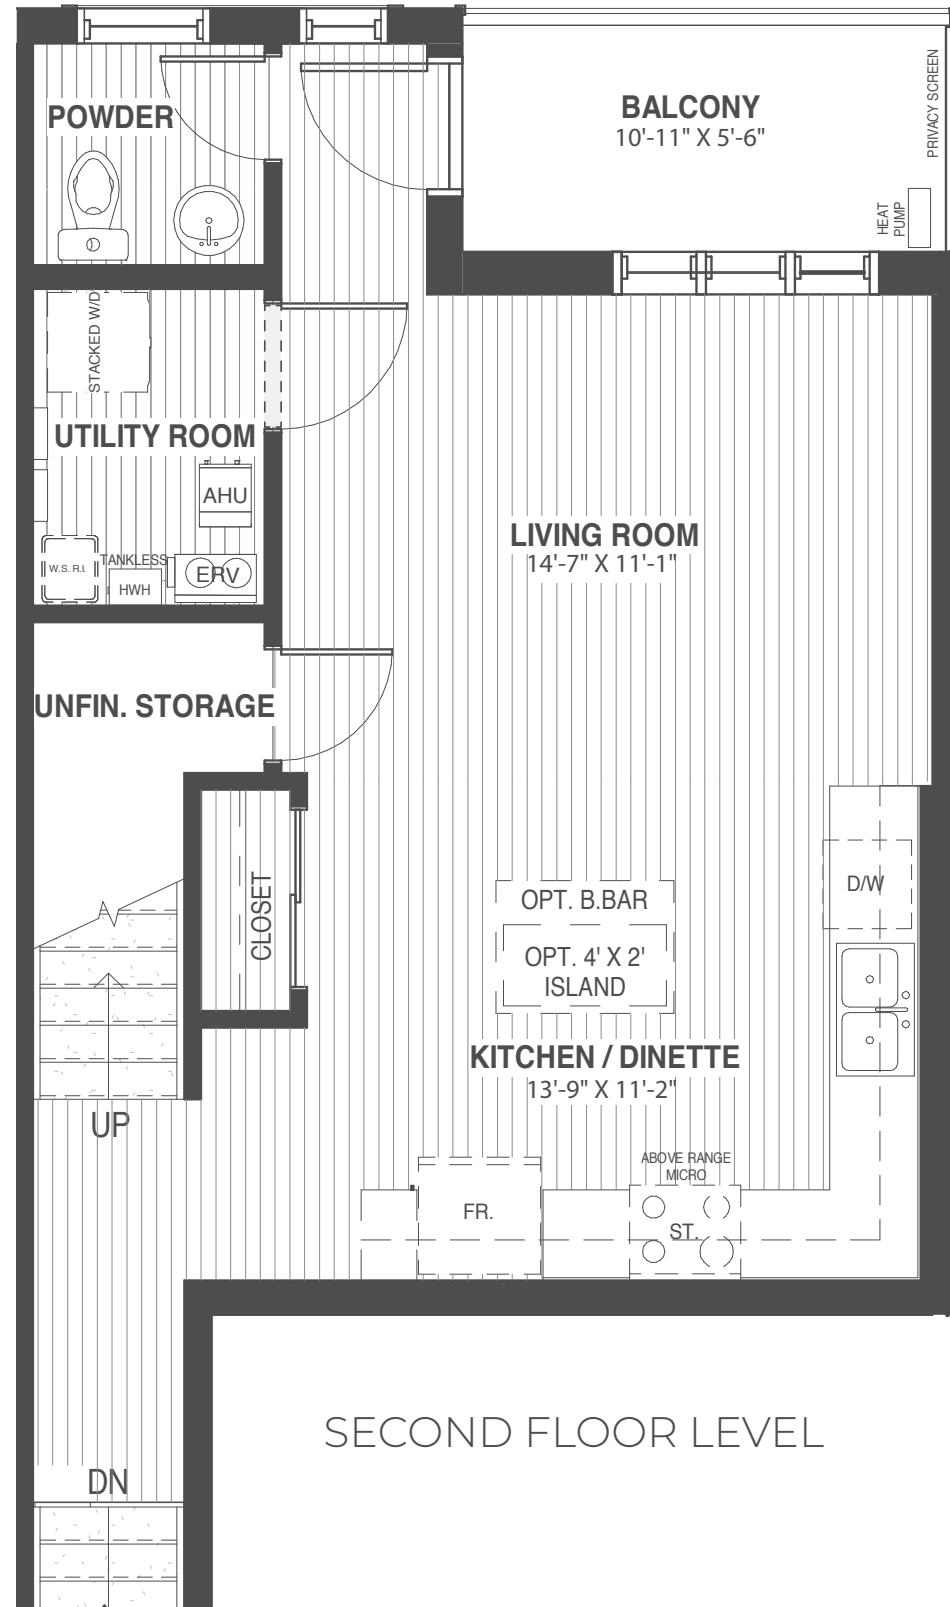 POWDER
BALCONY
10'-11" X 5'-6"
PRIVACY SCREEN
HEAT
PUMP
STACKED W/D
UTILITY ROOM
AHU
LIVING ROOM
14'-7" X 11'-1"
TANKLESS
W.S. R.I.
HWH
ERV
UNFIN. STORAGE
CLOSET
D/W
OPT. B.BAR
OPT. 4' X 2'
ISLAND
KITCHEN / DINETTE
13'-9" X 11'-2"
UP
ABOVE RANGE
MICRO
FR.
ST.
SECOND FLOOR LEVEL
DN